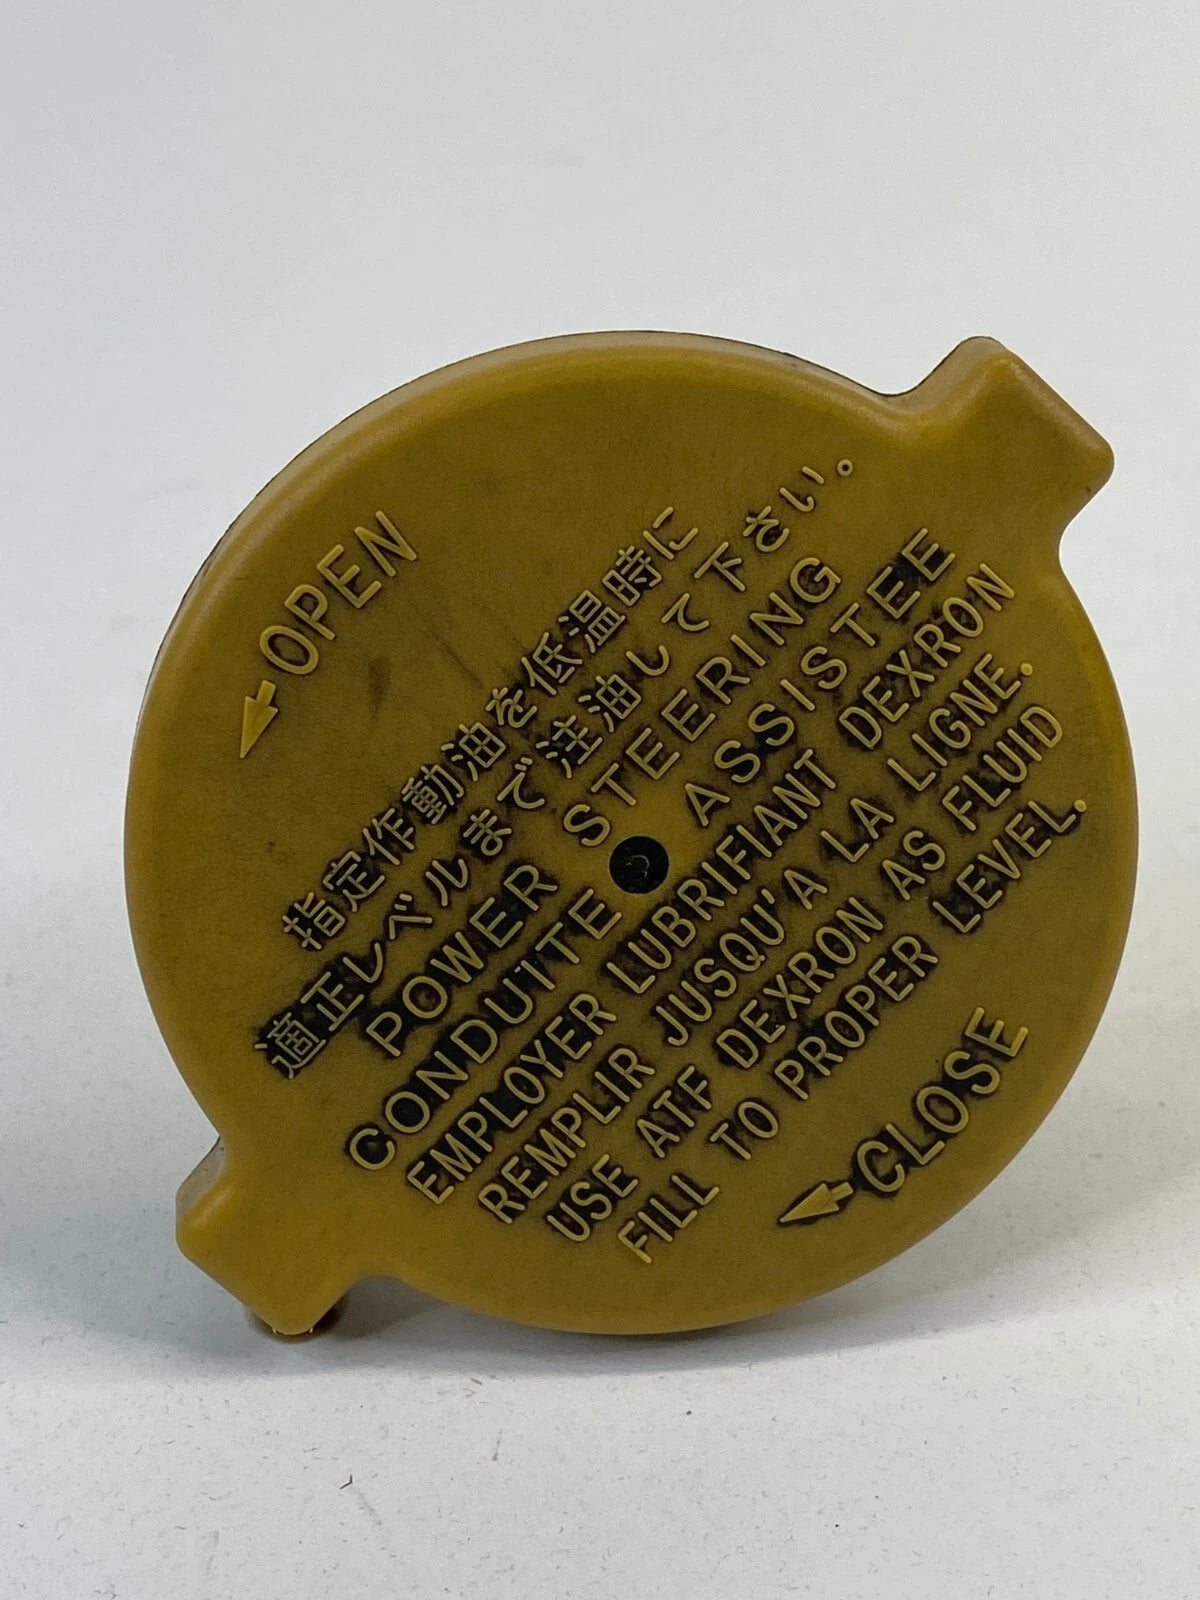 OPEN
指定作動油を低温時に
適正レベルまで注油して下さい。
POWER STEERING
CONDUITE ASSISTEE
EMPLOYER LUBRIFIANT DEXRON
REMPLIR JUSQU'A LA LIGNE.
USE ATF DEXRON AS FLUID
FILL TO PROPER LEVEL.
CLOSE
3